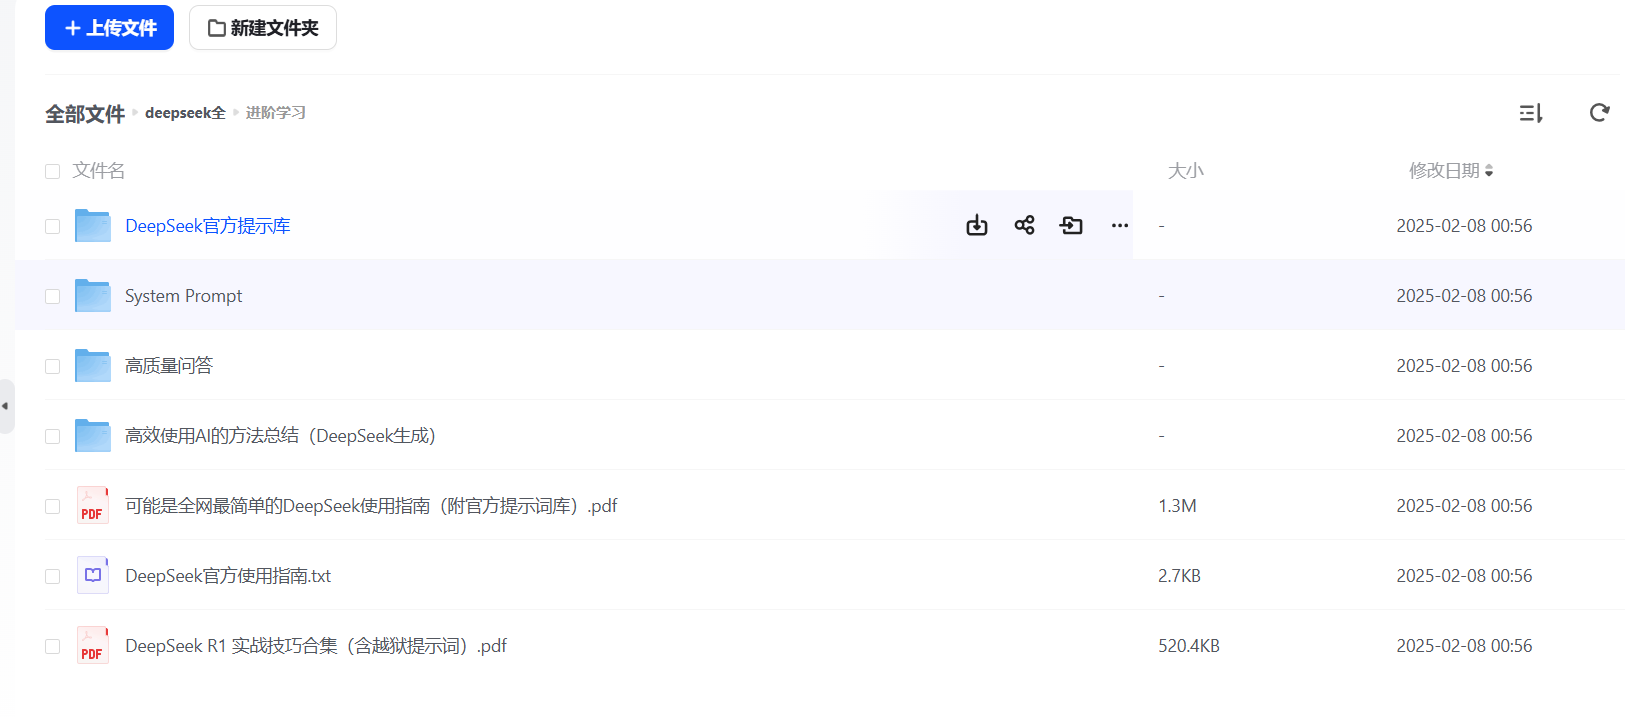 上传文件 新建文件夹
全部文件 deepseek全 进阶学习
文件名 大小 修改日期
DeepSeek官方提示库 - 2025-02-08 00:56
System Prompt - 2025-02-08 00:56
高质量问答 - 2025-02-08 00:56
高效使用AI的方法总结（DeepSeek生成） - 2025-02-08 00:56
PDF 可能是全网最简单的DeepSeek使用指南（附官方提示词库）.pdf 1.3M 2025-02-08 00:56
DeepSeek官方使用指南.txt 2.7KB 2025-02-08 00:56
PDF DeepSeek R1 实战技巧合集（含越狱提示词）.pdf 520.4KB 2025-02-08 00:56